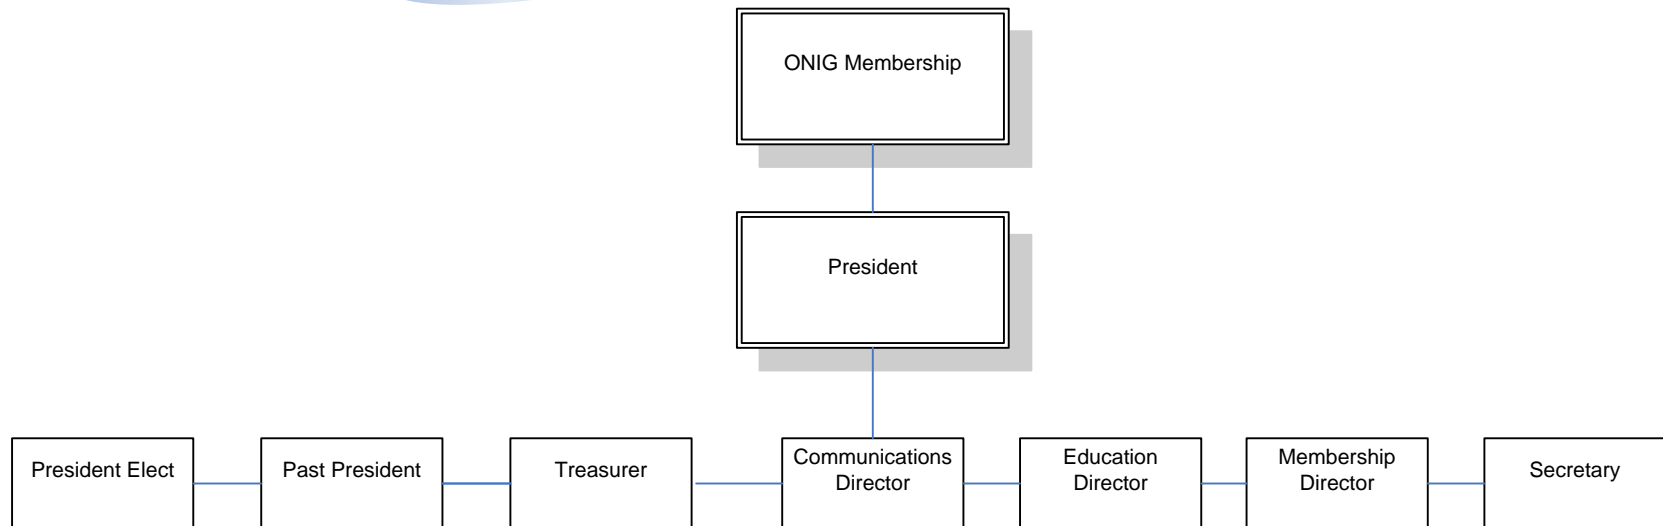 ONIG Membership
President
President Elect
Past President
Treasurer
Communications
Director
Education
Director
Membership
Director
Secretary